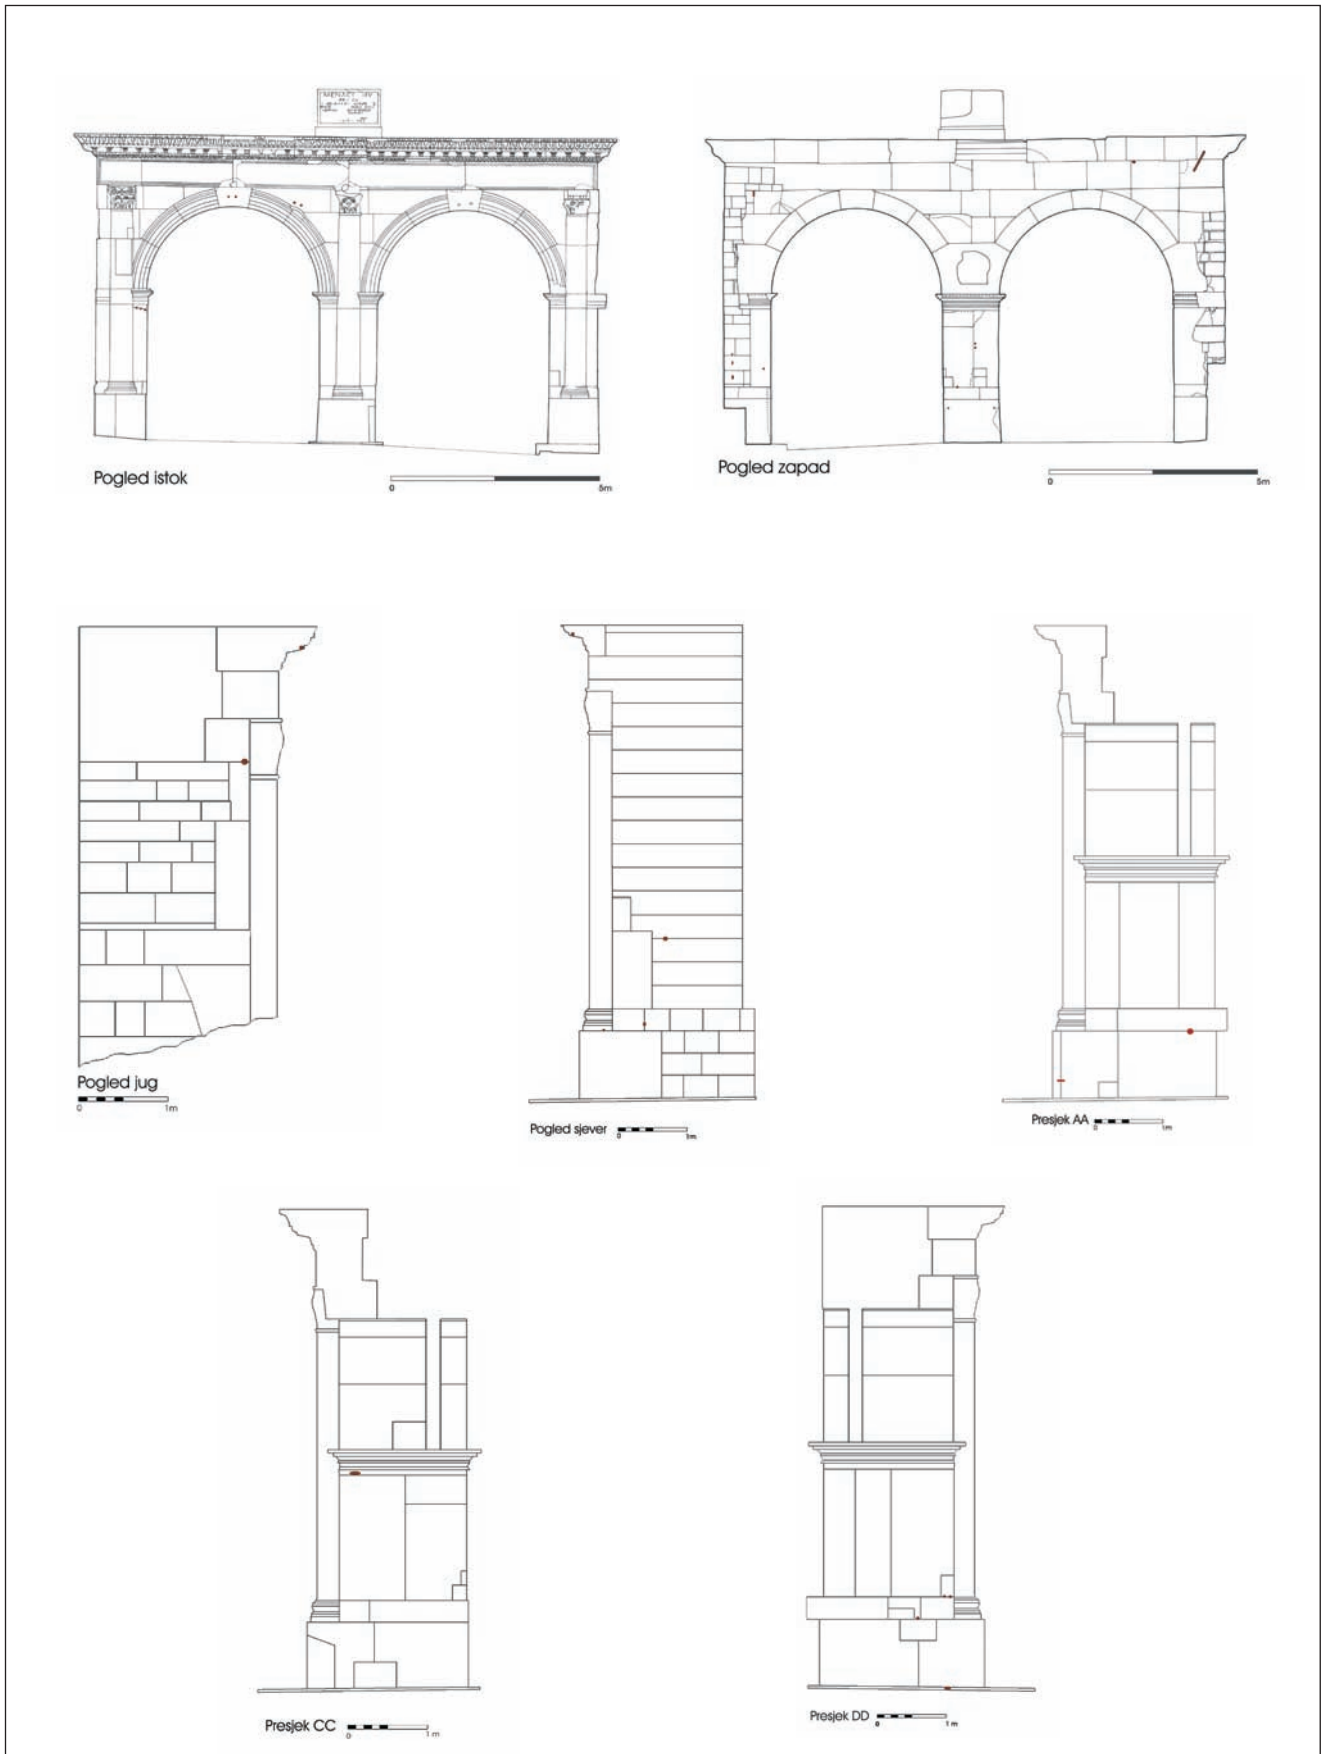 Pogled istok
0 5m
Pogled zapad
0 5m
Pogled jug
0 1m
Pogled sjever
0 1m
Presjek AA
0 1m
Presjek CC
0 1m
Presjek DD
0 1m